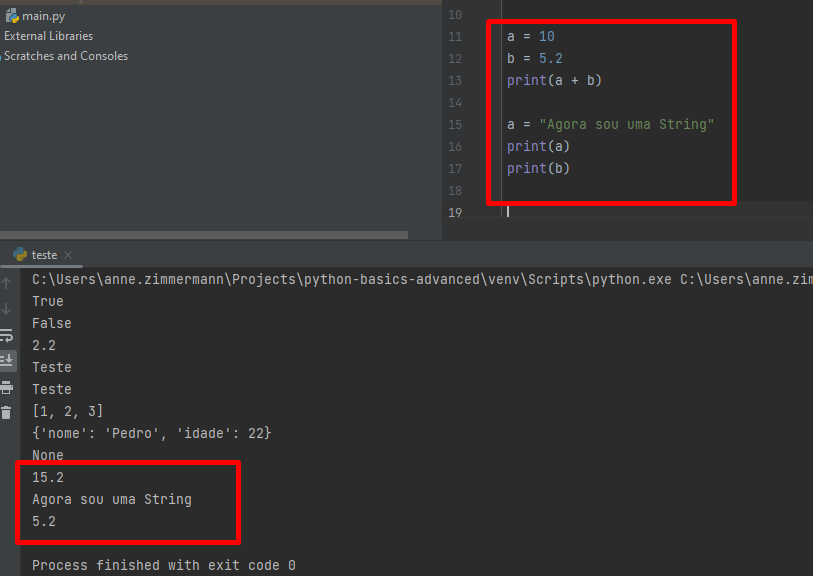 main.py
External Libraries
Scratches and Consoles
10
11 a = 10
12 b = 5.2
13 print(a + b)
14
15 a = "Agora sou uma String"
16 print(a)
17 print(b)
18
19
teste
C:\Users\anne.zimmermann\Projects\python-basics-advanced\venv\Scripts\python.exe C:\Users\anne.zim
True
False
2.2
Teste
Teste
[1, 2, 3]
{'nome': 'Pedro', 'idade': 22}
None
15.2
Agora sou uma String
5.2
Process finished with exit code 0